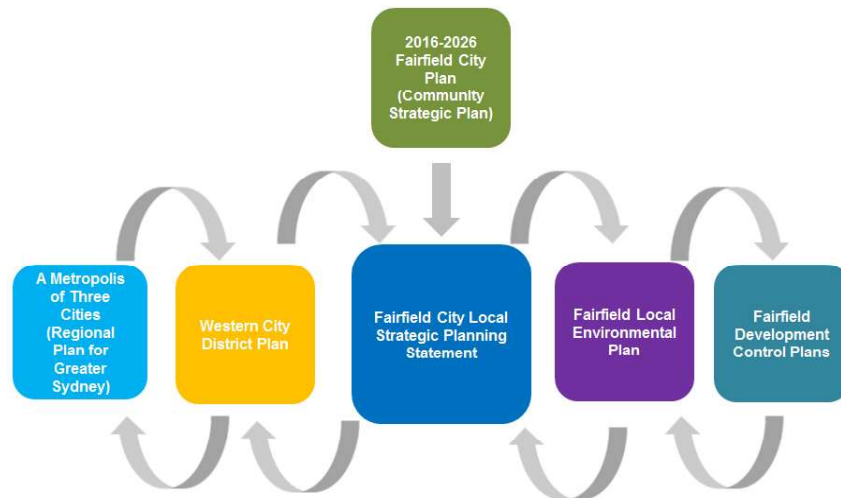 2016-2026
Fairfield City
Plan
(Community
Strategic Plan)
A Metropolis
of Three
Cities
(Regional
Plan for
Greater
Sydney)
Western City
District Plan
Fairfield City Local
Strategic Planning
Statement
Fairfield Local
Environmental
Plan
Fairfield
Development
Control Plans